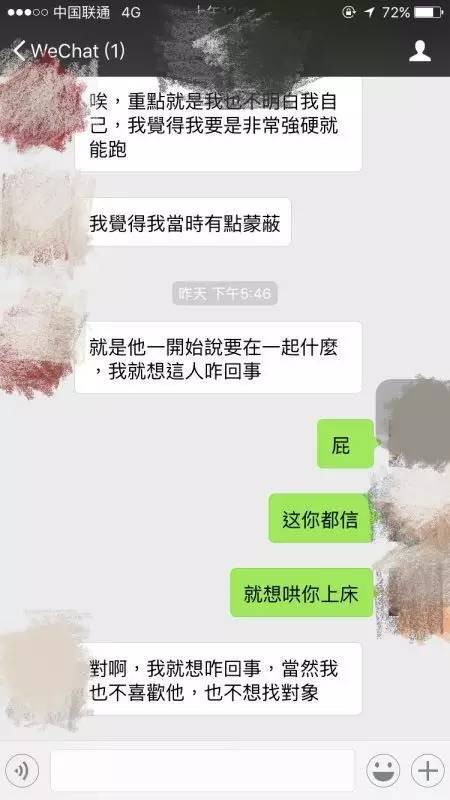 中国联通 4G
72%
WeChat (1)
唉，重點就是我也不明白我自
己，我覺得我要是非常強硬就
能跑
我覺得我當時有點蒙蔽
昨天 下午5:46
就是他一開始說要在一起什麼
，我就想這人咋回事
屁
这你都信
就想哄你上床
對啊，我就想咋回事，當然我
也不喜歡他，也不想找對象